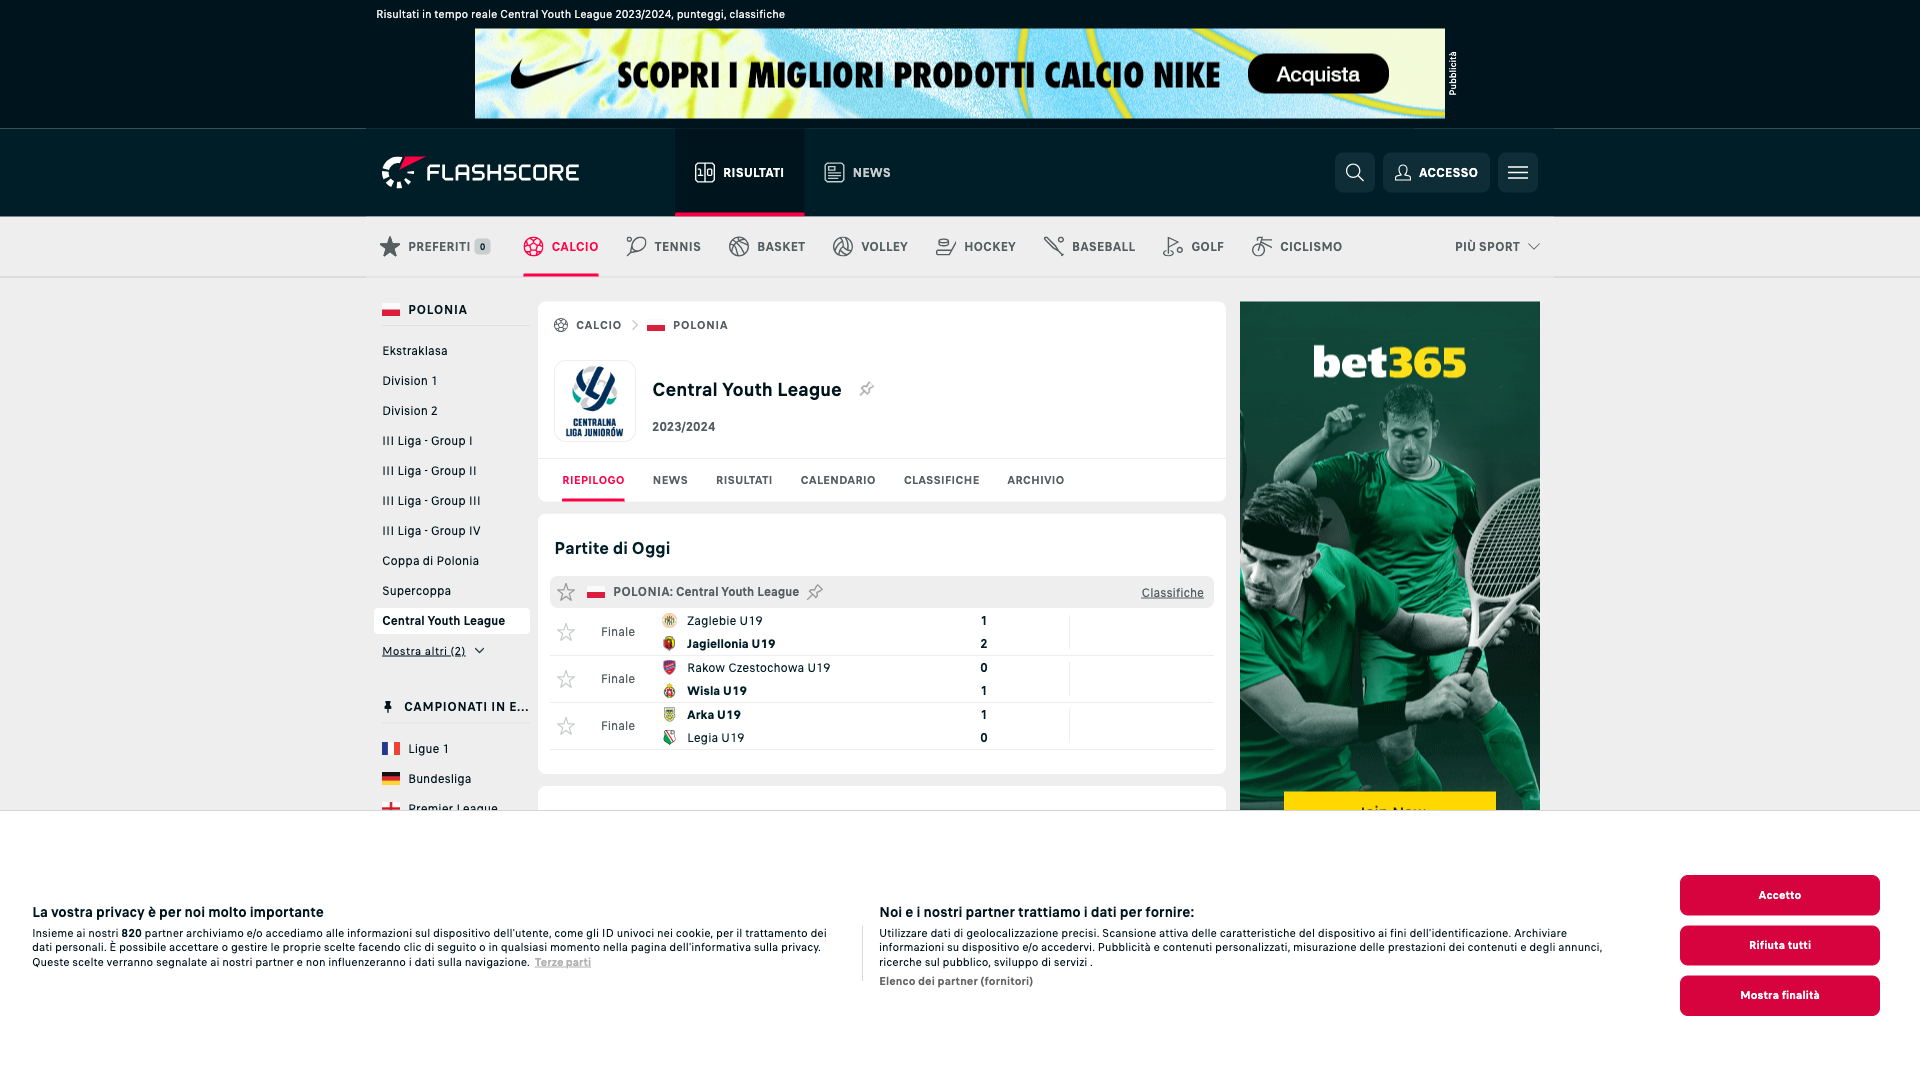 Risultati in tempo reale Central Youth League 2023/2024, punteggi, classifiche
SCOPRI I MIGLIORI PRODOTTI CALCIO NIKE
Acquista
Pubblicità
FLASHSCORE
RISULTATI
NEWS
ACCESSO
PREFERITI 0
CALCIO
TENNIS
BASKET
VOLLEY
HOCKEY
BASEBALL
GOLF
CICLISMO
PIÙ SPORT
POLONIA
Ekstraklasa
Division 1
Division 2
III Liga - Group I
III Liga - Group II
III Liga - Group III
III Liga - Group IV
Coppa di Polonia
Supercoppa
Central Youth League
Mostra altri (2)
CAMPIONATI IN E...
Ligue 1
Bundesliga
Premier League
CALCIO
POLONIA
CENTRALNA
LIGA JUNIORÓW
Central Youth League
2023/2024
RIEPILOGO
NEWS
RISULTATI
CALENDARIO
CLASSIFICHE
ARCHIVIO
Partite di Oggi
POLONIA: Central Youth League
Classifiche
Finale
Zaglebie U19 1
Jagiellonia U19 2
Finale
Rakow Czestochowa U19 0
Wisla U19 1
Finale
Arka U19 1
Legia U19 0
bet365
Join Now
La vostra privacy è per noi molto importante
Insieme ai nostri 820 partner archiviamo e/o accediamo alle informazioni sul dispositivo dell'utente, come gli ID univoci nei cookie, per il trattamento dei
dati personali. È possibile accettare o gestire le proprie scelte facendo clic di seguito o in qualsiasi momento nella pagina dell'informativa sulla privacy.
Queste scelte verranno segnalate ai nostri partner e non influenzeranno i dati sulla navigazione. Terze parti
Noi e i nostri partner trattiamo i dati per fornire:
Utilizzare dati di geolocalizzazione precisi. Scansione attiva delle caratteristiche del dispositivo ai fini dell'identificazione. Archiviare
informazioni su dispositivo e/o accedervi. Pubblicità e contenuti personalizzati, misurazione delle prestazioni dei contenuti e degli annunci,
ricerche sul pubblico, sviluppo di servizi .
Elenco dei partner (fornitori)
Accetto
Rifiuta tutti
Mostra finalità